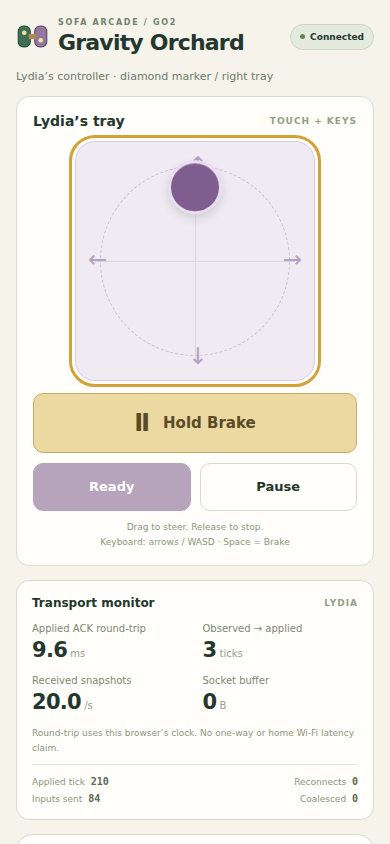 SOFA ARCADE / GO2
Gravity Orchard
Connected
Lydia's controller · diamond marker / right tray
Lydia’s tray
TOUCH + KEYS
Hold Brake
Ready
Pause
Drag to steer. Release to stop.
Keyboard: arrows / WASD · Space = Brake
Transport monitor
LYDIA
Applied ACK round-trip
Observed → applied
9.6 ms
3 ticks
Received snapshots
Socket buffer
20.0 /s
0 B
Round-trip uses this browser’s clock. No one-way or home Wi-Fi latency
claim.
Applied tick 210
Reconnects 0
Inputs sent 84
Coalesced 0